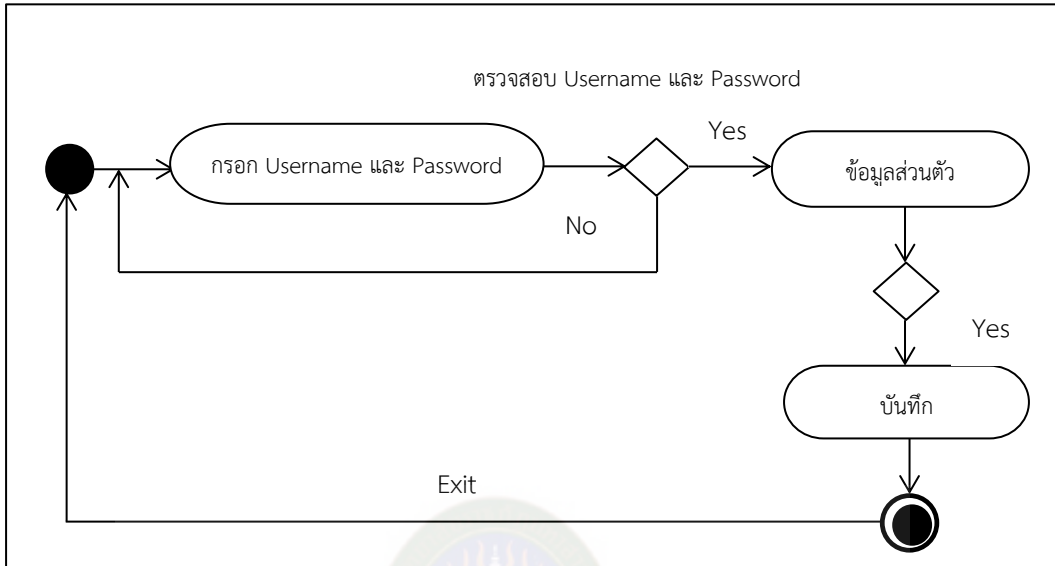 ตรวจสอบ Username และ Password
Yes
กรอก Username และ Password
ข้อมูลส่วนตัว
No
Yes
บันทึก
Exit